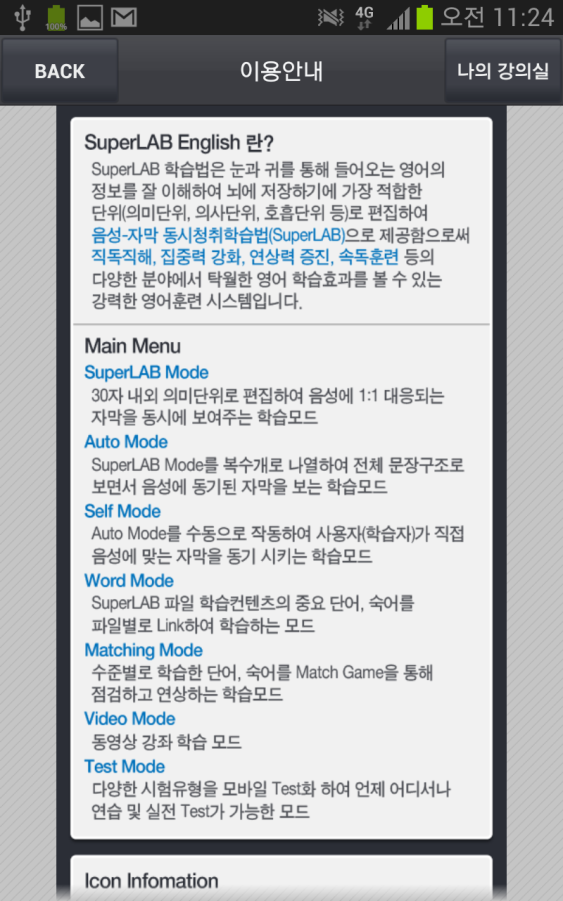 100%
4G
오전 11:24
BACK
이용안내
나의 강의실
SuperLAB English 란?
SuperLAB 학습법은 눈과 귀를 통해 들어오는 영어의
정보를 잘 이해하여 뇌에 저장하기에 가장 적합한
단위(의미단위, 의사단위, 호흡단위 등)로 편집하여
음성-자막 동시청취학습법(SuperLAB)으로 제공함으로써
직독직해, 집중력 강화, 연상력 증진, 속독훈련 등의
다양한 분야에서 탁월한 영어 학습효과를 볼 수 있는
강력한 영어훈련 시스템입니다.
Main Menu
SuperLAB Mode
30자 내외 의미단위로 편집하여 음성에 1:1 대응되는
자막을 동시에 보여주는 학습모드
Auto Mode
SuperLAB Mode를 복수개로 나열하여 전체 문장구조로
보면서 음성에 동기된 자막을 보는 학습모드
Self Mode
Auto Mode를 수동으로 작동하여 사용자(학습자)가 직접
음성에 맞는 자막을 동기 시키는 학습모드
Word Mode
SuperLAB 파일 학습컨텐츠의 중요 단어, 숙어를
파일별로 Link하여 학습하는 모드
Matching Mode
수준별로 학습한 단어, 숙어를 Match Game을 통해
점검하고 연상하는 학습모드
Video Mode
동영상 강좌 학습 모드
Test Mode
다양한 시험유형을 모바일 Test화 하여 언제 어디서나
연습 및 실전 Test가 가능한 모드
Icon Infomation